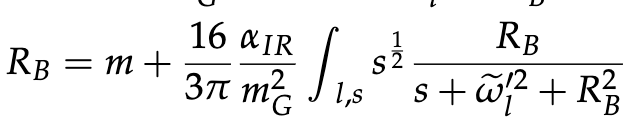 R_B = m + \frac{16}{3\pi} \frac{\alpha_{IR}}{m_G^2} \int_{l,s} s^{\frac{1}{2}} \frac{R_B}{s + \widetilde{\omega}_l^{\prime 2} + R_B^2}